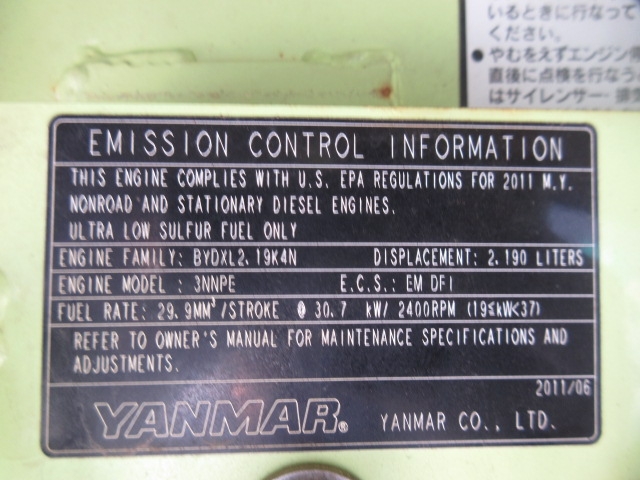 いるときに行なって
ください。
●やむをえずエンジン
直後に点検を行なう
はサイレンサー・排
EMISSION CONTROL INFORMATION
THIS ENGINE COMPLIES WITH U.S. EPA REGULATIONS FOR 2011 M.Y.
NONROAD AND STATIONARY DIESEL ENGINES.
ULTRA LOW SULFUR FUEL ONLY
ENGINE FAMILY: BYDXL2.19K4N DISPLACEMENT: 2.190 LITERS
ENGINE MODEL : 3NNPE E.C.S.: EM DFI
FUEL RATE: 29.9MM³/STROKE @ 30.7 kW/ 2400RPM (19≤kW<37)
REFER TO OWNER'S MANUAL FOR MAINTENANCE SPECIFICATIONS AND
ADJUSTMENTS.
2011/06
YANMAR® YANMAR CO., LTD.